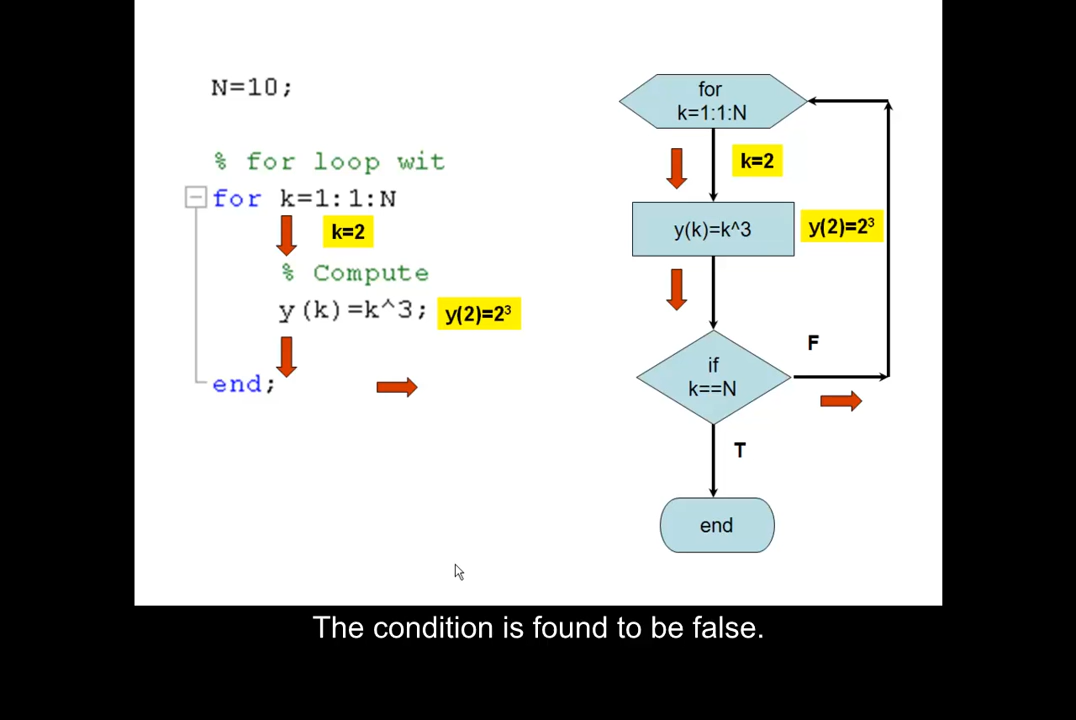 N=10;
% for loop wit
for k=1:1:N
k=2
% Compute
y(k)=k^3;
y(2)=2³
end;
for
k=1:1:N
k=2
y(k)=k^3
y(2)=2³
if
k==N
F
T
end
The condition is found to be false.